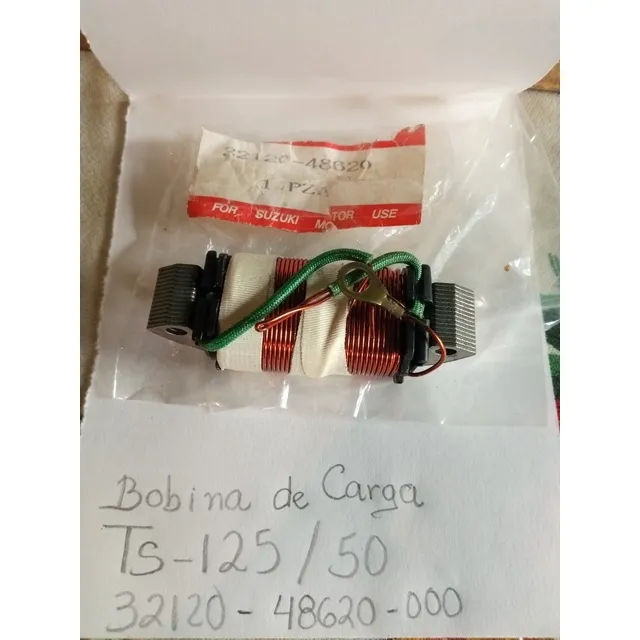 32120-48620
1 PZA
FOR SUZUKI MOTOR USE
Bobina de Carga
TS-125/50
32120-48620-000